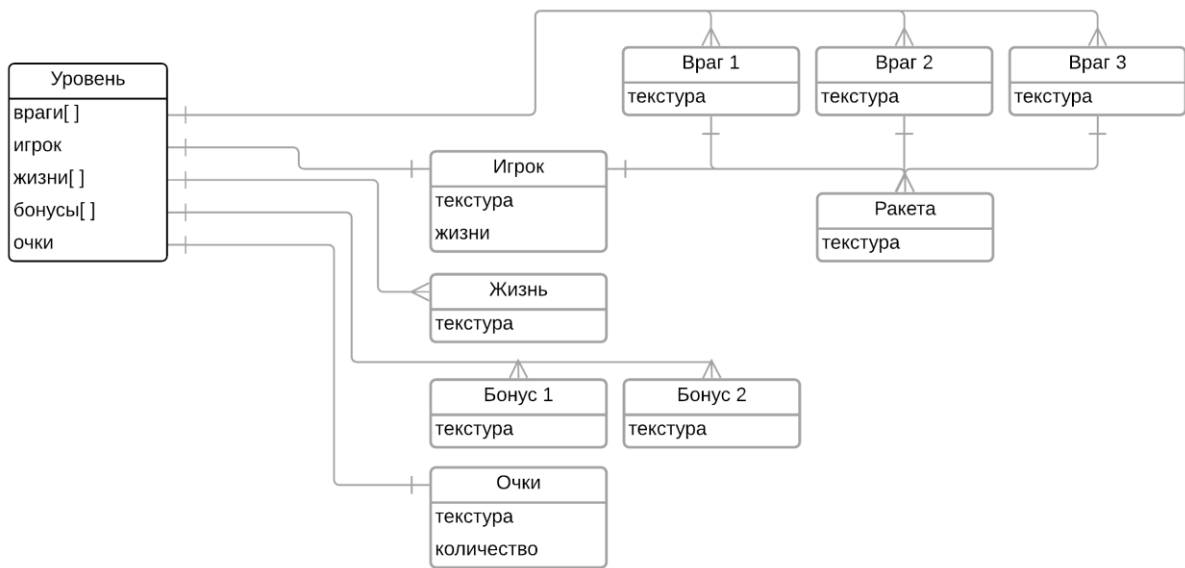 Уровень
враги[ ]
игрок
жизни[ ]
бонусы[ ]
очки
Враг 1
текстура
Враг 2
текстура
Враг 3
текстура
Игрок
текстура
жизни
Ракета
текстура
Жизнь
текстура
Бонус 1
текстура
Бонус 2
текстура
Очки
текстура
количество